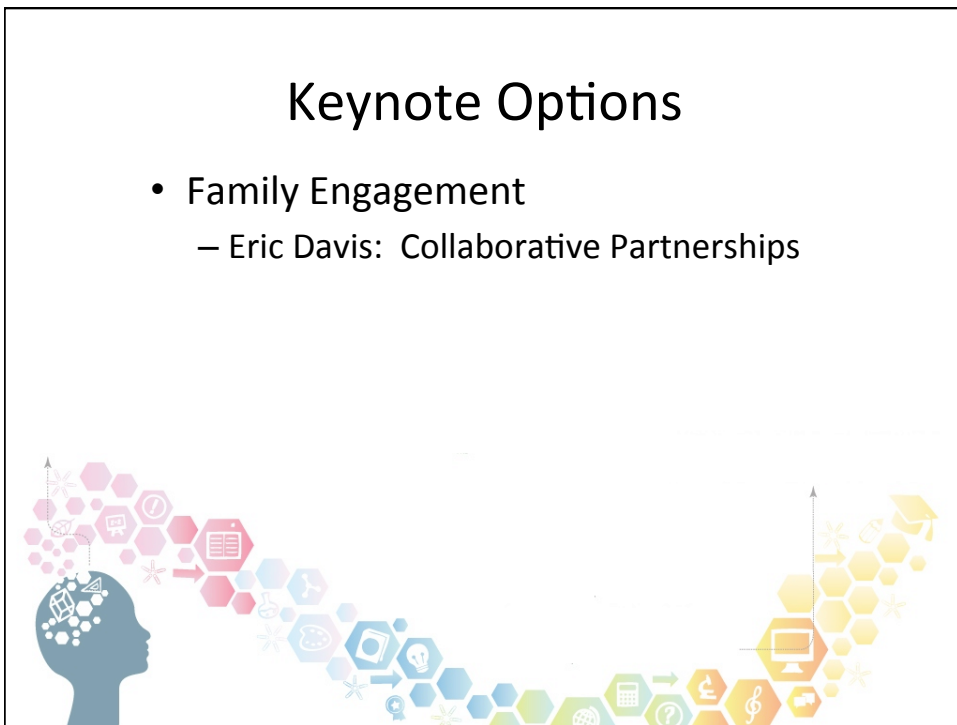 Keynote Options
• Family Engagement
– Eric Davis:  Collaborative Partnerships